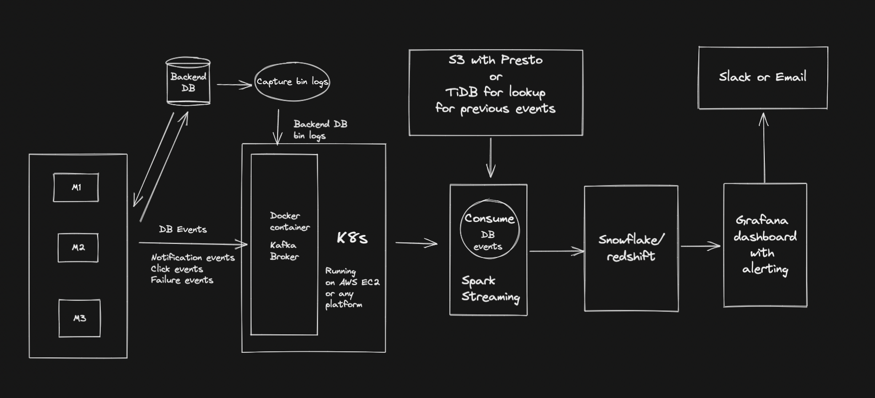 Backend
DB
Capture bin logs
Backend DB
bin logs
M1
M2
M3
DB Events
Notification events
Click events
Failure events
Docker
container
Kafka
Broker
K8s
Running
on AWS EC2
or any
platform
S3 with Presto
or
TiDB for lookup
for previous events
Consume
DB
events
Spark
Streaming
Snowflake/
redshift
Grafana
dashboard
with
alerting
Slack or Email